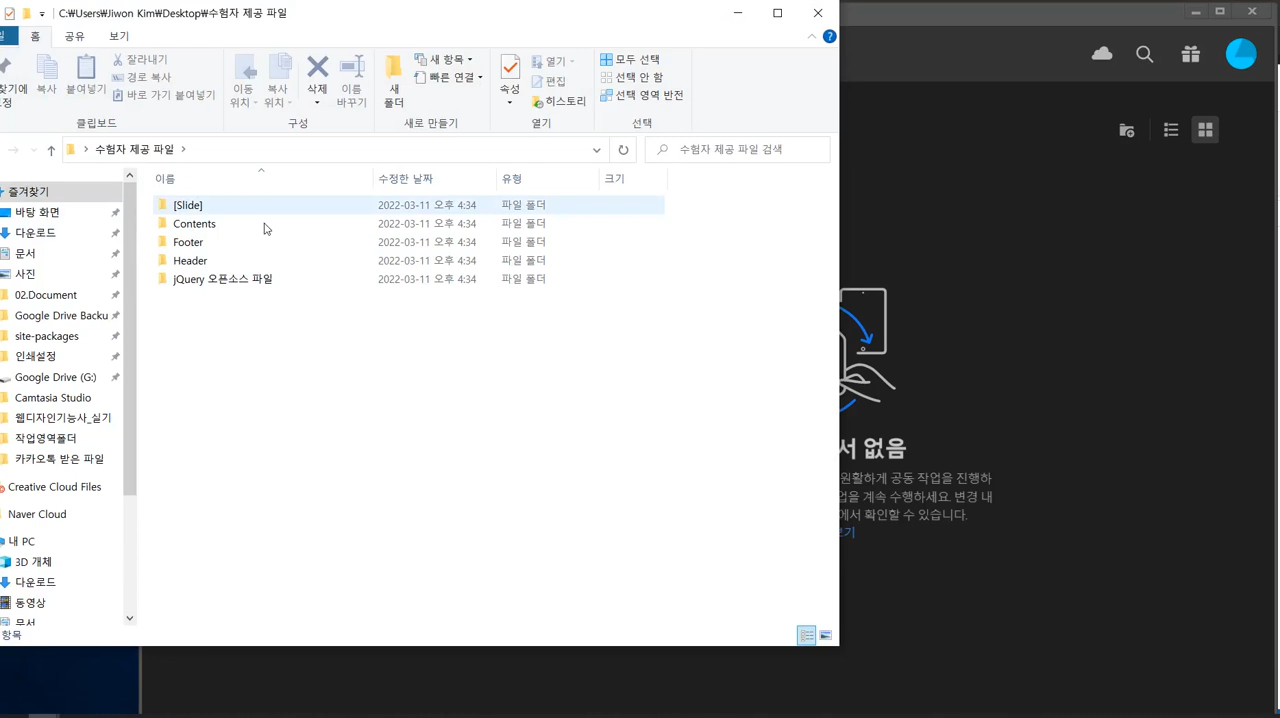 C:₩Users₩Jiwon Kim₩Desktop₩수험자 제공 파일
홈 공유 보기
잘라내기
경로 복사
바로 가기 붙여넣기
복사 붙여넣기
클립보드
이동 위치
복사 위치
삭제
이름 바꾸기
구성
새 폴더
새 항목
빠른 연결
새로 만들기
속성
열기
편집
히스토리
열기
모두 선택
선택 안 함
선택 영역 반전
선택
수험자 제공 파일
수험자 제공 파일 검색
이름 수정한 날짜 유형 크기
[Slide] 2022-03-11 오후 4:34 파일 폴더
Contents 2022-03-11 오후 4:34 파일 폴더
Footer 2022-03-11 오후 4:34 파일 폴더
Header 2022-03-11 오후 4:34 파일 폴더
jQuery 오픈소스 파일 2022-03-11 오후 4:34 파일 폴더
즐겨찾기
바탕 화면
다운로드
문서
사진
02.Document
Google Drive Backu
site-packages
인쇄설정
Google Drive (G:)
Camtasia Studio
웹디자인기능사_실기
작업영역폴더
카카오톡 받은 파일
Creative Cloud Files
Naver Cloud
내 PC
3D 개체
다운로드
동영상
문서
항목
서 없음
원활하게 공동 작업을 진행하
업을 계속 수행하세요. 변경 내
에서 확인할 수 있습니다.
보기